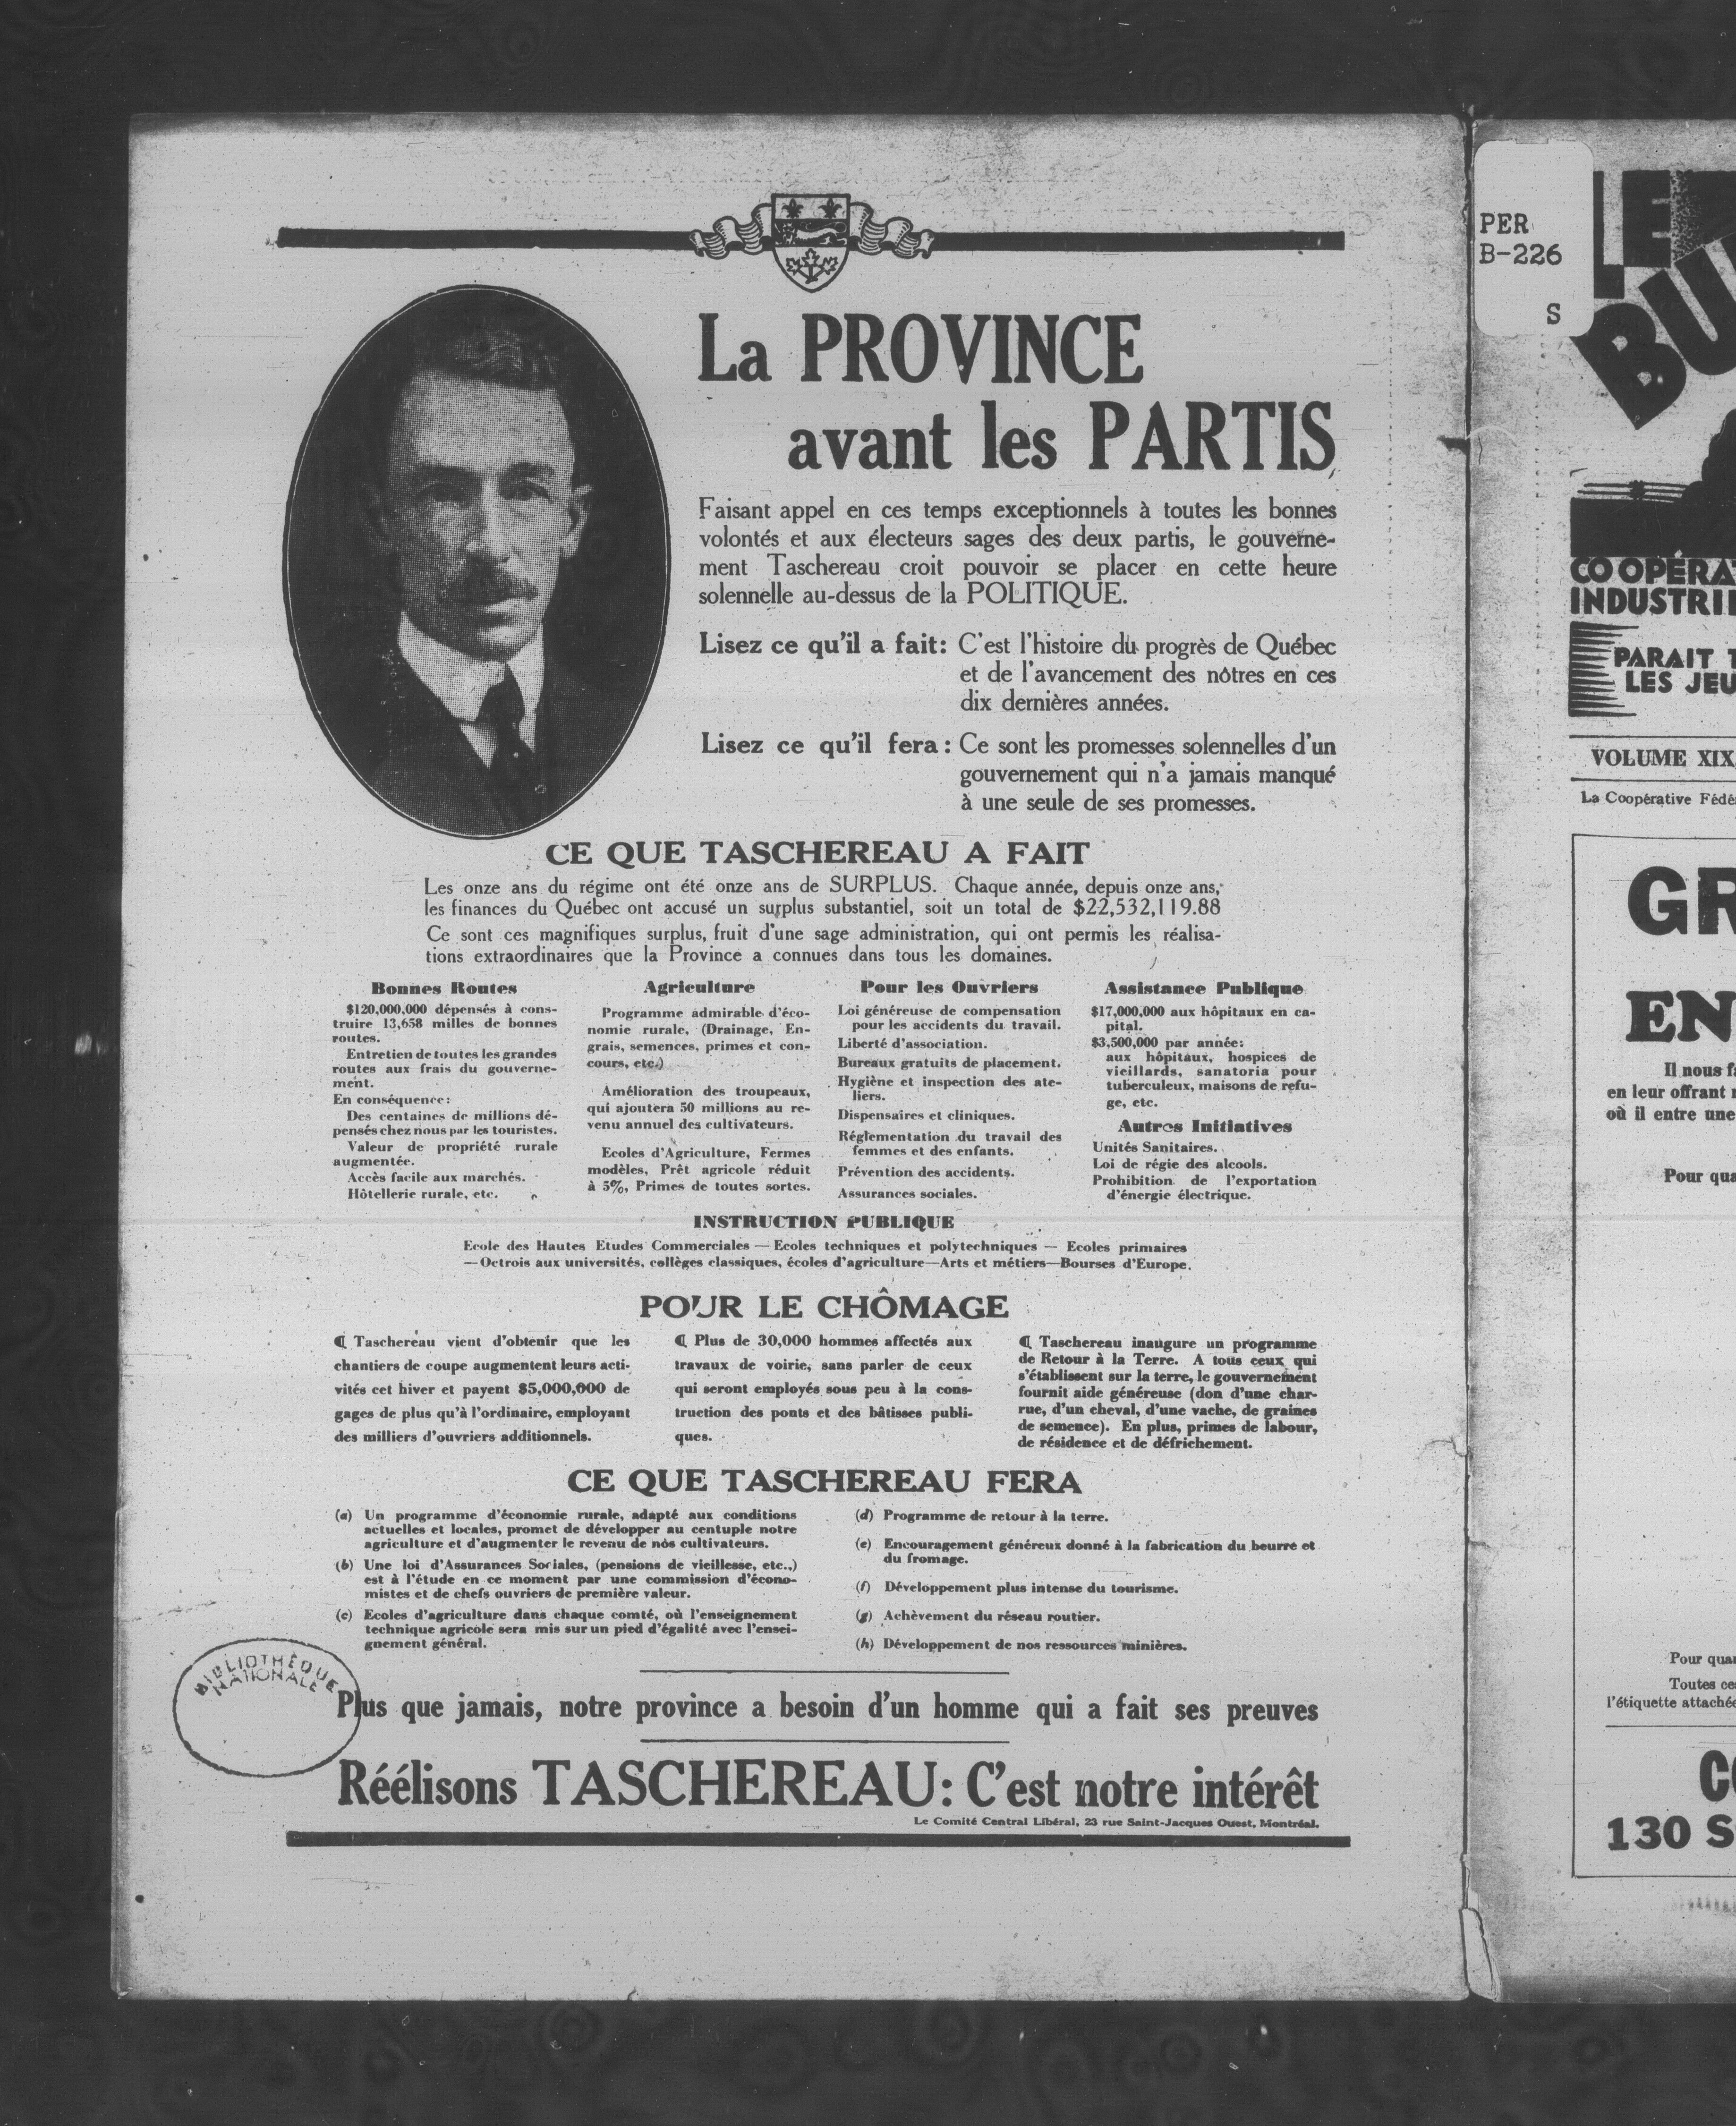 La PROVINCE
avant les PARTIS
Faisant appel en ces temps exceptionnels à toutes les bonnes
volontés et aux électeurs sages des deux partis, le gouverne-
ment Taschereau croit pouvoir se placer en cette heure
solennelle au-dessus de la POLITIQUE.
Lisez ce qu'il a fait: C'est l'histoire du progrès de Québec
et de l'avancement des nôtres en ces
dix dernières années.
Lisez ce qu'il fera: Ce sont les promesses solennelles d'un
gouvernement qui n'a jamais manqué
à une seule de ses promesses.
CE QUE TASCHEREAU A FAIT
Les onze ans du régime ont été onze ans de SURPLUS. Chaque année, depuis onze ans,
les finances du Québec ont accusé un surplus substantiel, soit un total de $22,532,119.88
Ce sont ces magnifiques surplus, fruit d'une sage administration, qui ont permis les réalisa-
tions extraordinaires que la Province a connues dans tous les domaines.
Bonnes Routes
$120,000,000 dépensés à cons-
truire 13,658 milles de bonnes
routes.
Entretien de toutes les grandes
routes aux frais du gouverne-
ment.
En conséquence:
Des centaines de millions dé-
pensés chez nous par les touristes.
Valeur de propriété rurale
augmentée.
Accès facile aux marchés.
Hôtellerie rurale, etc.
Agriculture
Programme admirable d'éco-
nomie rurale, (Drainage, En-
grais, semences, primes et con-
cours, etc.)
Amélioration des troupeaux,
qui ajoutera 50 millions au re-
venu annuel des cultivateurs.
Ecoles d'Agriculture, Fermes
modèles, Prêt agricole réduit
à 5%, Primes de toutes sortes.
Pour les Ouvriers
Loi généreuse de compensation
pour les accidents du travail.
Liberté d'association.
Bureaux gratuits de placement.
Hygiène et inspection des ate-
liers.
Dispensaires et cliniques.
Réglementation du travail des
femmes et des enfants.
Prévention des accidents.
Assurances sociales.
Assistance Publique
$17,000,000 aux hôpitaux en ca-
pital.
$3,500,000 par année:
aux hôpitaux, hospices de
vieillards, sanatoria pour
tuberculeux, maisons de refu-
ge, etc.
Autres Initiatives
Unités Sanitaires.
Loi de régie des alcools.
Prohibition de l'exportation
d'énergie électrique.
INSTRUCTION PUBLIQUE
Ecole des Hautes Etudes Commerciales — Ecoles techniques et polytechniques — Ecoles primaires
—Octrois aux universités, collèges classiques, écoles d'agriculture—Arts et métiers—Bourses d'Europe.
POUR LE CHÔMAGE
¶ Taschereau vient d'obtenir que les
chantiers de coupe augmentent leurs acti-
vités cet hiver et payent $5,000,000 de
gages de plus qu'à l'ordinaire, employant
des milliers d'ouvriers additionnels.
¶ Plus de 30,000 hommes affectés aux
travaux de voirie, sans parler de ceux
qui seront employés sous peu à la cons-
truction des ponts et des bâtisses publi-
ques.
¶ Taschereau inaugure un programme
de Retour à la Terre. A tous ceux qui
s'établissent sur la terre, le gouvernement
fournit aide généreuse (don d'une char-
rue, d'un cheval, d'une vache, de graines
de semence). En plus, primes de labour,
de résidence et de défrichement.
CE QUE TASCHEREAU FERA
(a) Un programme d'économie rurale, adapté aux conditions
actuelles et locales, promet de développer au centuple notre
agriculture et d'augmenter le revenu de nos cultivateurs.
(b) Une loi d'Assurances Sociales, (pensions de vieillesse, etc.,)
est à l'étude en ce moment par une commission d'écono-
mistes et de chefs ouvriers de première valeur.
(c) Ecoles d'agriculture dans chaque comté, où l'enseignement
technique agricole sera mis sur un pied d'égalité avec l'ensei-
gnement général.
(d) Programme de retour à la terre.
(e) Encouragement généreux donné à la fabrication du beurre et
du fromage.
(f) Développement plus intense du tourisme.
(g) Achèvement du réseau routier.
(h) Développement de nos ressources minières.
BIBLIOTHÈQUE
NATIONALE
Plus que jamais, notre province a besoin d'un homme qui a fait ses preuves
Réélisons TASCHEREAU: C'est notre intérêt
Le Comité Central Libéral, 23 rue Saint-Jacques Ouest, Montréal.
PER
B-226
S
LE
BU
COOPÉRA
INDUSTRI
PARAIT T
LES JEU
VOLUME XIX
La Coopérative Fédé
GR
EN
Il nous fa
en leur offrant
où il entre une
Pour qua
Pour qua
Toutes ce
l'étiquette attachée
CO
130 S